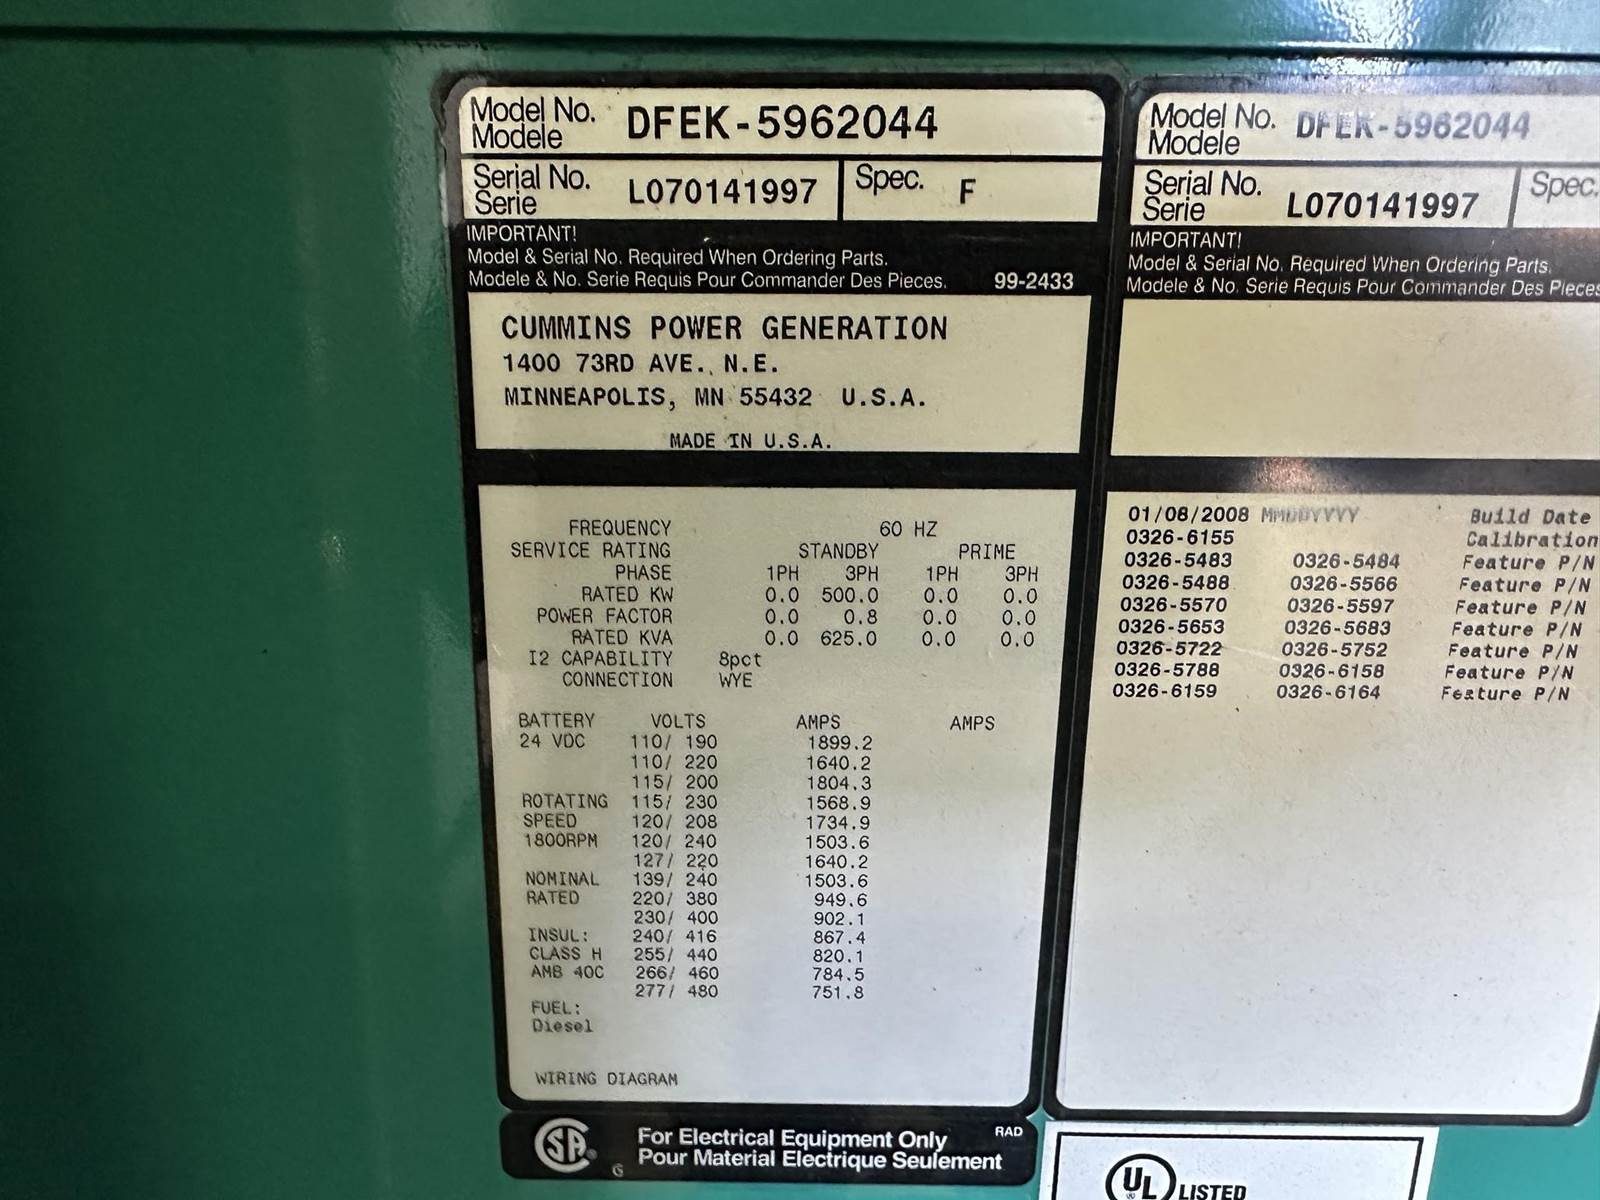 Model No. DFEK-5962044
Modele
Serial No. L070141997 Spec. F
Serie
IMPORTANT!
Model & Serial No. Required When Ordering Parts.
Modele & No. Serie Requis Pour Commander Des Pieces. 99-2433
CUMMINS POWER GENERATION
1400 73RD AVE., N.E.
MINNEAPOLIS, MN 55432 U.S.A.
MADE IN U.S.A.
FREQUENCY 60 HZ
SERVICE RATING STANDBY PRIME
PHASE 1PH 3PH 1PH 3PH
RATED KW 0.0 500.0 0.0 0.0
POWER FACTOR 0.0 0.8 0.0 0.0
RATED KVA 0.0 625.0 0.0 0.0
I2 CAPABILITY 8pct
CONNECTION WYE
BATTERY VOLTS AMPS AMPS
24 VDC 110/ 190 1899.2
110/ 220 1640.2
115/ 200 1804.3
ROTATING 115/ 230 1568.9
SPEED 120/ 208 1734.9
1800RPM 120/ 240 1503.6
127/ 220 1640.2
NOMINAL 139/ 240 1503.6
RATED 220/ 380 949.6
230/ 400 902.1
INSUL: 240/ 416 867.4
CLASS H 255/ 440 820.1
AMB 40C 266/ 460 784.5
277/ 480 751.8
FUEL:
Diesel
WIRING DIAGRAM
SA
G
For Electrical Equipment Only RAD
Pour Material Electrique Seulement
Model No. DFEK-5962044
Modele
Serial No. L070141997 Spec.
Serie
IMPORTANT!
Model & Serial No. Required When Ordering Parts.
Modele & No. Serie Requis Pour Commander Des Pieces
01/08/2008 MMDDYYYY Build Date
0326-6155 Calibration
0326-5483 0326-5484 Feature P/N
0326-5488 0326-5566 Feature P/N
0326-5570 0326-5597 Feature P/N
0326-5653 0326-5683 Feature P/N
0326-5722 0326-5752 Feature P/N
0326-5788 0326-6158 Feature P/N
0326-6159 0326-6164 Feature P/N
UL LISTED